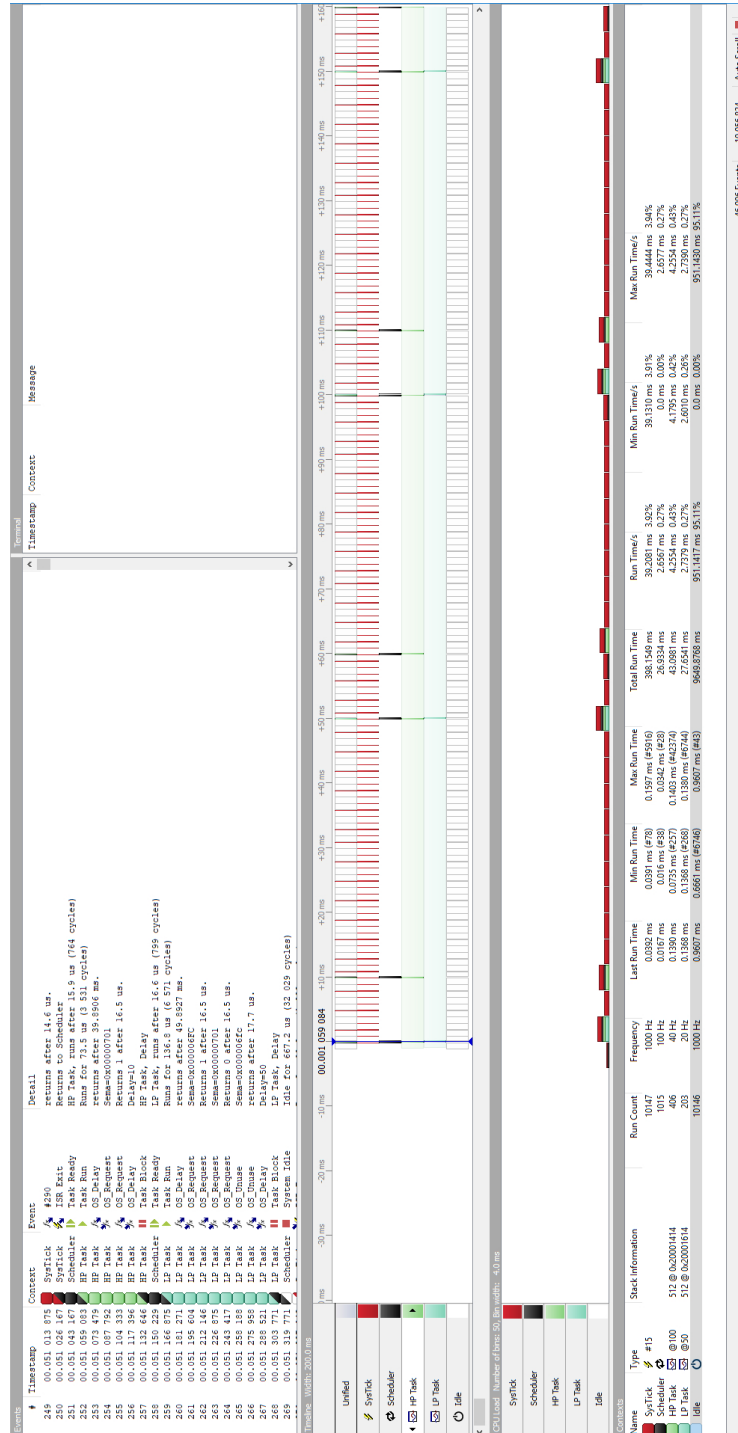 Events
# Timestamp Context Event Detail
249 00.051 013 875 SysTick #290 returns after 14.6 us.
250 00.051 026 167 SysTick ISR Exit Returns to Scheduler
251 00.051 043 167 Scheduler Task Ready HP Task, runs after 15.9 us (764 cycles)
252 00.051 059 083 HP Task Task Run Runs for 73.5 us (3 531 cycles)
253 00.051 073 479 HP Task OS_Delay returns after 39.8906 ms.
254 00.051 087 792 HP Task OS_Request Sema=0x00000701
255 00.051 104 333 HP Task OS_Request Returns 1 after 16.5 us.
256 00.051 117 396 HP Task OS_Delay Delay=10
257 00.051 132 646 HP Task Task Block HP Task, Delay
258 00.051 150 229 Scheduler Task Ready LP Task, runs after 16.6 us (799 cycles)
259 00.051 166 875 LP Task Task Run Runs for 136.8 us (6 571 cycles)
260 00.051 181 271 LP Task OS_Delay returns after 49.8927 ms.
261 00.051 195 604 LP Task OS_Request Sema=0x000006FC
262 00.051 212 146 LP Task OS_Request Returns 1 after 16.5 us.
263 00.051 226 875 LP Task OS_Request Sema=0x00000701
264 00.051 243 417 LP Task OS_Request Returns 0 after 16.5 us.
265 00.051 258 188 LP Task OS_Unuse Sema=0x000006fc
266 00.051 275 958 LP Task OS_Unuse returns after 17.7 us.
267 00.051 288 521 LP Task OS_Delay Delay=50
268 00.051 303 771 LP Task Task Block LP Task, Delay
269 00.051 319 771 Scheduler System Idle Idle for 667.2 us (32 029 cycles)
Terminal
Timestamp Context Message
Timeline Width: 200.0 ms
-30 ms -20 ms -10 ms 00.001 059 084 +10 ms +20 ms +30 ms +40 ms +50 ms +60 ms +70 ms +80 ms +90 ms +100 ms +110 ms +120 ms +130 ms +140 ms +150 ms +160
Unified
SysTick
Scheduler
HP Task
LP Task
Idle
CPU Load Number of bins: 50, Bin width: 4.0 ms
SysTick
Scheduler
HP Task
LP Task
Idle
Contexts
Name Type Stack Information Run Count Frequency Last Run Time Min Run Time Max Run Time Total Run Time Run Time/s Min Run Time/s Max Run Time/s
SysTick #15 10147 1000 Hz 0.0392 ms 0.0391 ms (#78) 0.1597 ms (#5916) 398.1549 ms 39.2081 ms 3.92% 39.1310 ms 3.91% 39.4444 ms 3.94%
Scheduler 1015 100 Hz 0.0167 ms 0.016 ms (#38) 0.0342 ms (#28) 26.9334 ms 2.6567 ms 0.27% 0.0 ms 0.00% 2.6577 ms 0.27%
HP Task @100 512 @ 0x20001414 406 40 Hz 0.1390 ms 0.0735 ms (#257) 0.1403 ms (#42374) 43.0981 ms 4.2554 ms 0.43% 4.1795 ms 0.42% 4.2554 ms 0.43%
LP Task @50 512 @ 0x20001614 203 20 Hz 0.1368 ms 0.1368 ms (#268) 0.1380 ms (#6744) 27.6541 ms 2.7379 ms 0.27% 2.6010 ms 0.26% 2.7390 ms 0.27%
Idle 10146 1000 Hz 0.9607 ms 0.6661 ms (#6746) 0.9607 ms (#43) 9649.8768 ms 951.1417 ms 95.11% 0.0 ms 0.00% 951.1430 ms 95.11%